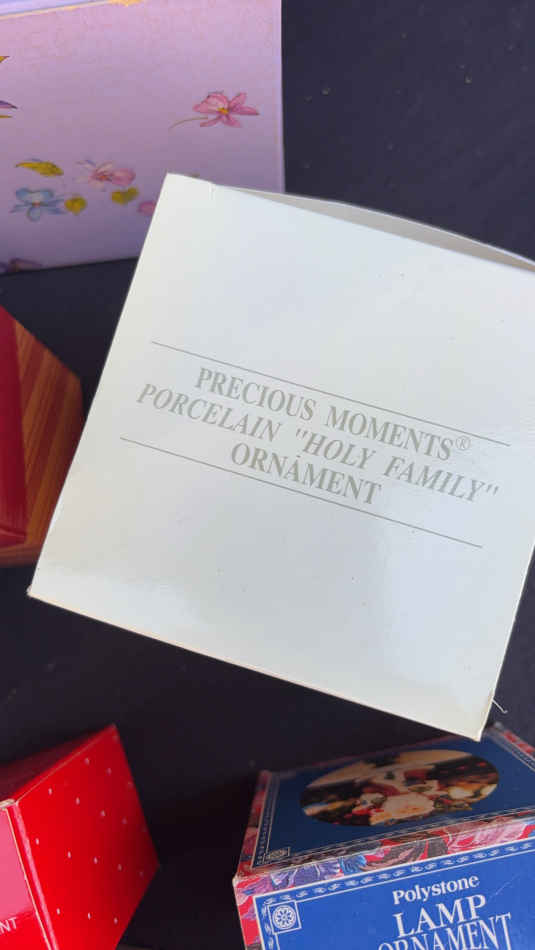 PRECIOUS MOMENTS®
PORCELAIN "HOLY FAMILY"
ORNAMENT
Polystone
LAMP
ORNAMENT